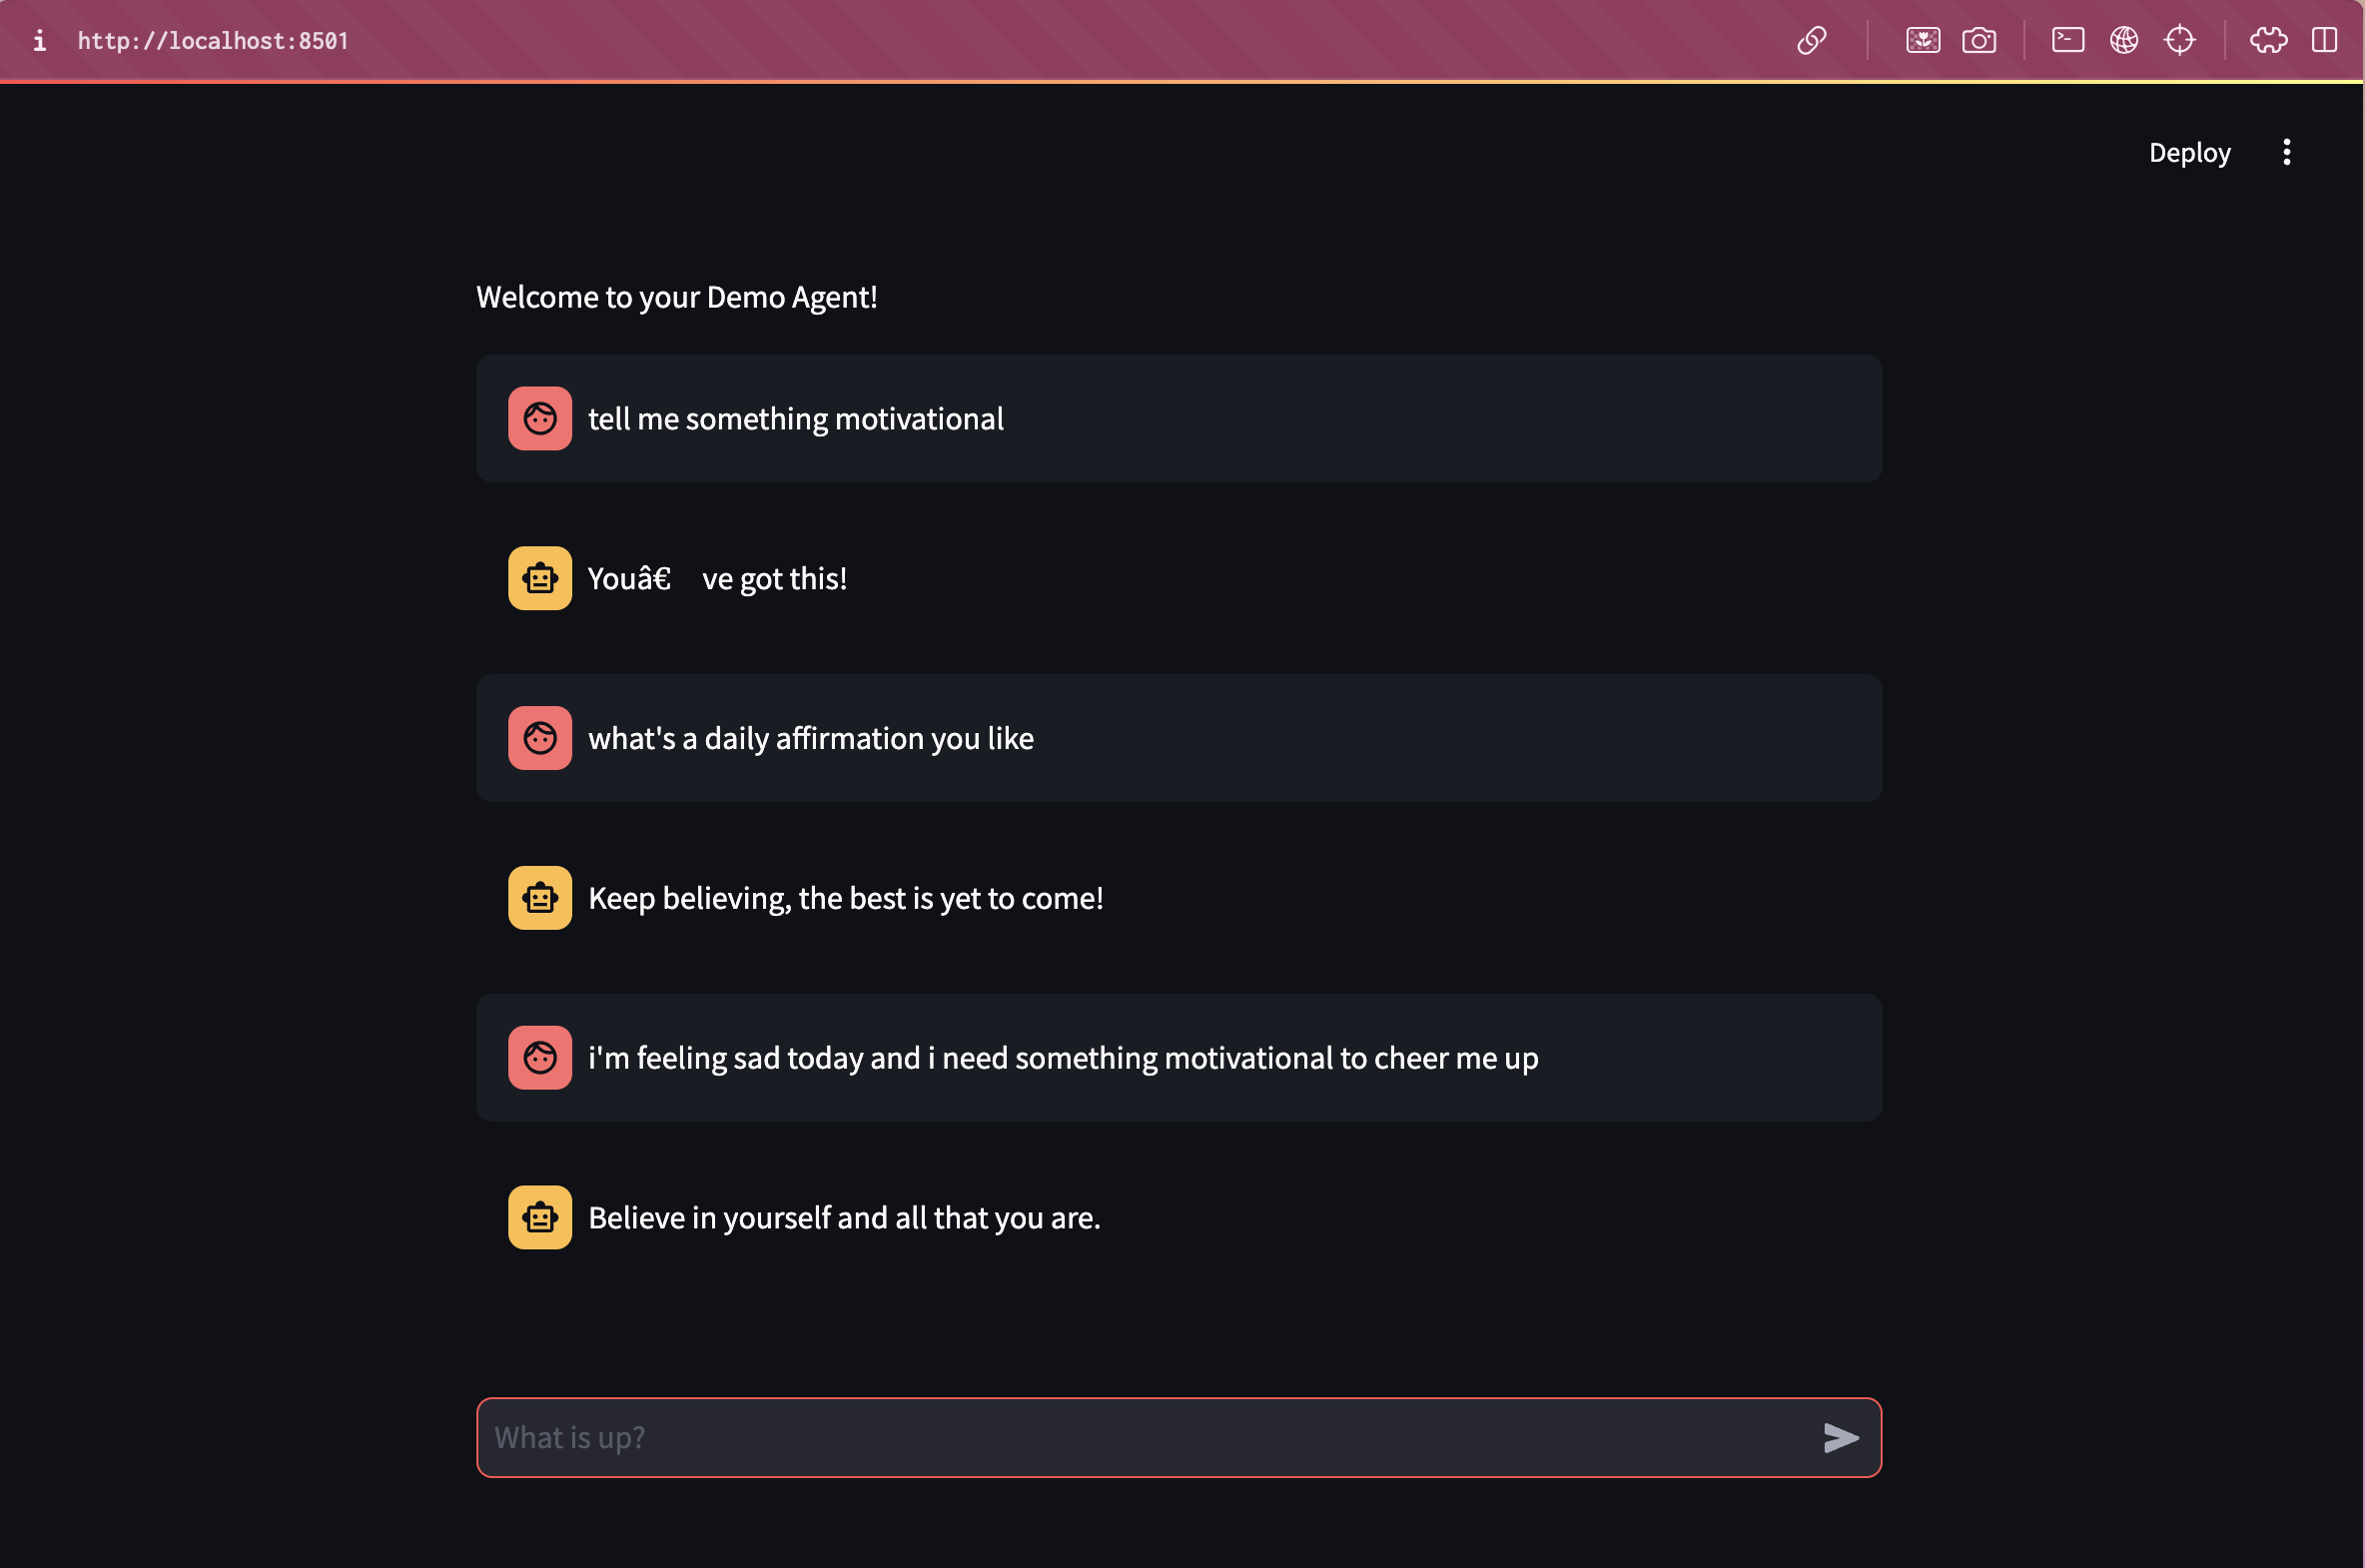 i http://localhost:8501
Deploy
Welcome to your Demo Agent!
tell me something motivational
Youâ€  ve got this!
what's a daily affirmation you like
Keep believing, the best is yet to come!
i'm feeling sad today and i need something motivational to cheer me up
Believe in yourself and all that you are.
What is up?